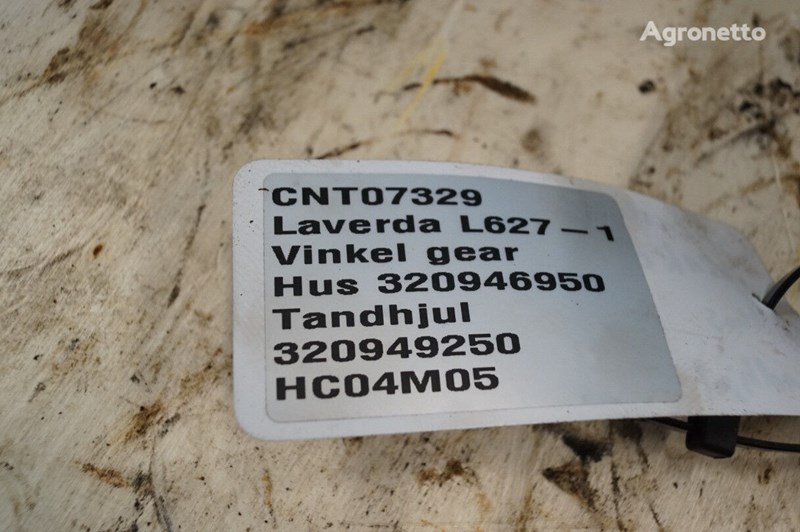 Agronetto
CNT07329
Laverda L627-1
Vinkel gear
Hus 320946950
Tandhjul
320949250
HC04M05